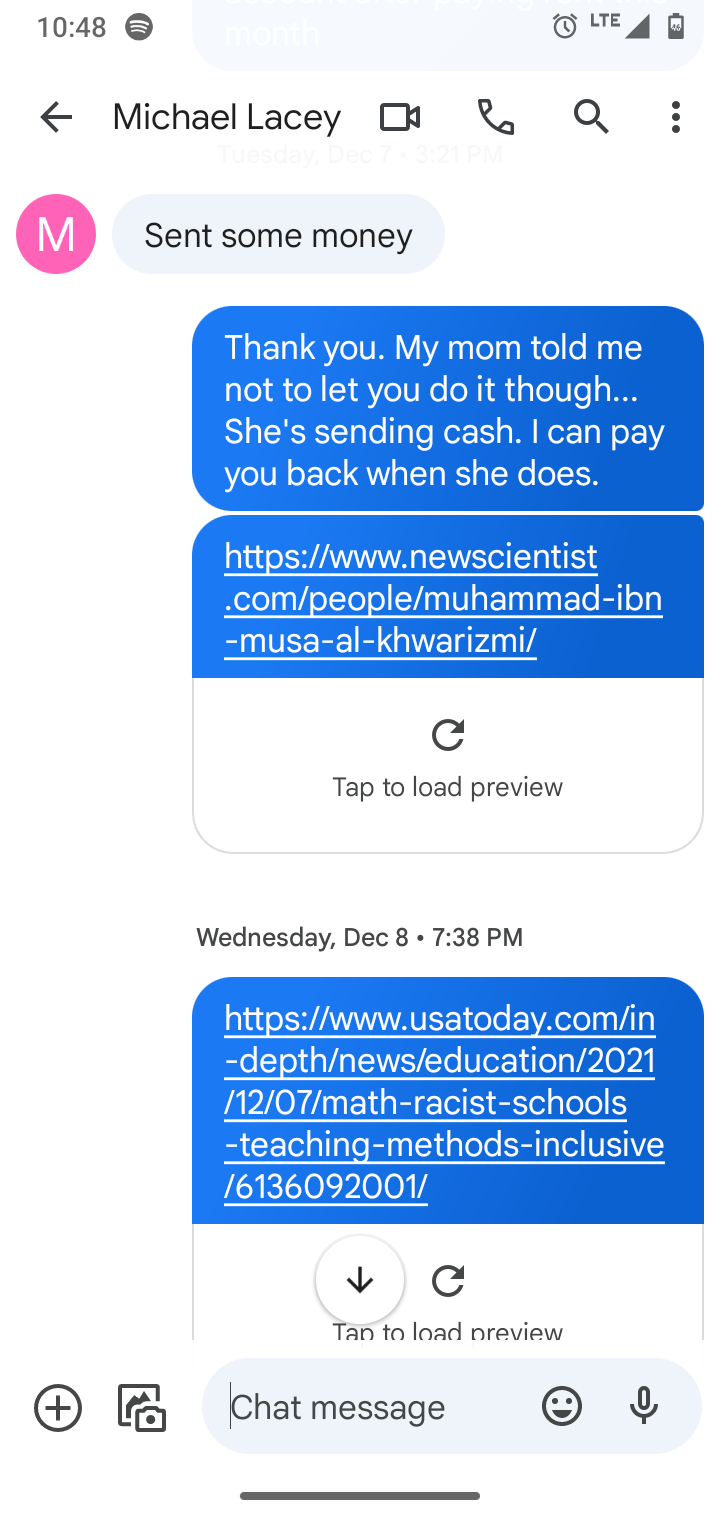 10:48
LTE
46
month
Michael Lacey
Tuesday, Dec 7 • 3:21 PM
M
Sent some money
Thank you. My mom told me
not to let you do it though...
She's sending cash. I can pay
you back when she does.
https://www.newscientist
.com/people/muhammad-ibn
-musa-al-khwarizmi/
Tap to load preview
Wednesday, Dec 8 • 7:38 PM
https://www.usatoday.com/in
-depth/news/education/2021
/12/07/math-racist-schools
-teaching-methods-inclusive
/6136092001/
Tap to load preview
Chat message